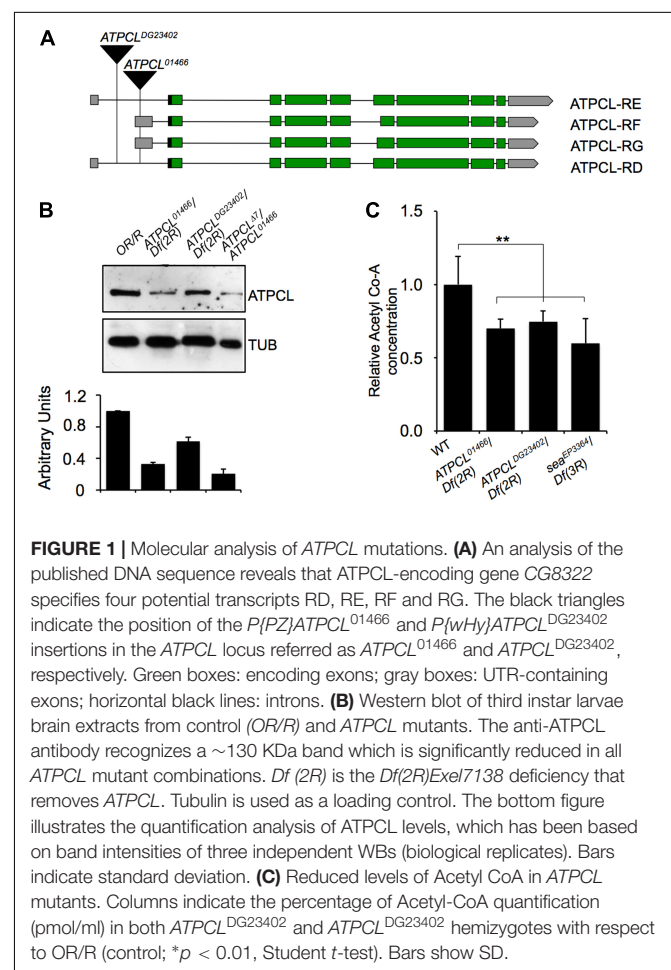 A
ATPCL^DG23402
ATPCL^01466
ATPCL-RE
ATPCL-RF
ATPCL-RG
ATPCL-RD
B
OR/R
ATPCL^01466/
Df(2R)
ATPCL^DG23402/
Df(2R)
ATPCL^Δ7/
ATPCL^01466
ATPCL
TUB
Arbitrary Units
1.2
0.8
0.4
0
C
Relative Acetyl Co-A
concentration
1.5
1.0
0.5
0.0
**
WT
ATPCL^01466/
Df(2R)
ATPCL^DG23402/
Df(2R)
sea^EP3364/
Df(3R)
FIGURE 1 | Molecular analysis of ATPCL mutations. (A) An analysis of the
published DNA sequence reveals that ATPCL-encoding gene CG8322
specifies four potential transcripts RD, RE, RF and RG. The black triangles
indicate the position of the P{PZ}ATPCL^01466 and P{wHy}ATPCL^DG23402
insertions in the ATPCL locus referred as ATPCL^01466 and ATPCL^DG23402,
respectively. Green boxes: encoding exons; gray boxes: UTR-containing
exons; horizontal black lines: introns. (B) Western blot of third instar larvae
brain extracts from control (OR/R) and ATPCL mutants. The anti-ATPCL
antibody recognizes a ∼130 KDa band which is significantly reduced in all
ATPCL mutant combinations. Df (2R) is the Df(2R)Exel7138 deficiency that
removes ATPCL. Tubulin is used as a loading control. The bottom figure
illustrates the quantification analysis of ATPCL levels, which has been based
on band intensities of three independent WBs (biological replicates). Bars
indicate standard deviation. (C) Reduced levels of Acetyl CoA in ATPCL
mutants. Columns indicate the percentage of Acetyl-CoA quantification
(pmol/ml) in both ATPCL^DG23402 and ATPCL^DG23402 hemizygotes with respect
to OR/R (control; *p < 0.01, Student t-test). Bars show SD.